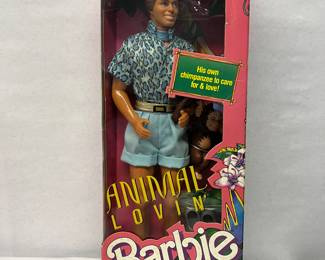 His own
chimpanzee to care
for & love!
ANIMAL
LOVIN'
Barbie